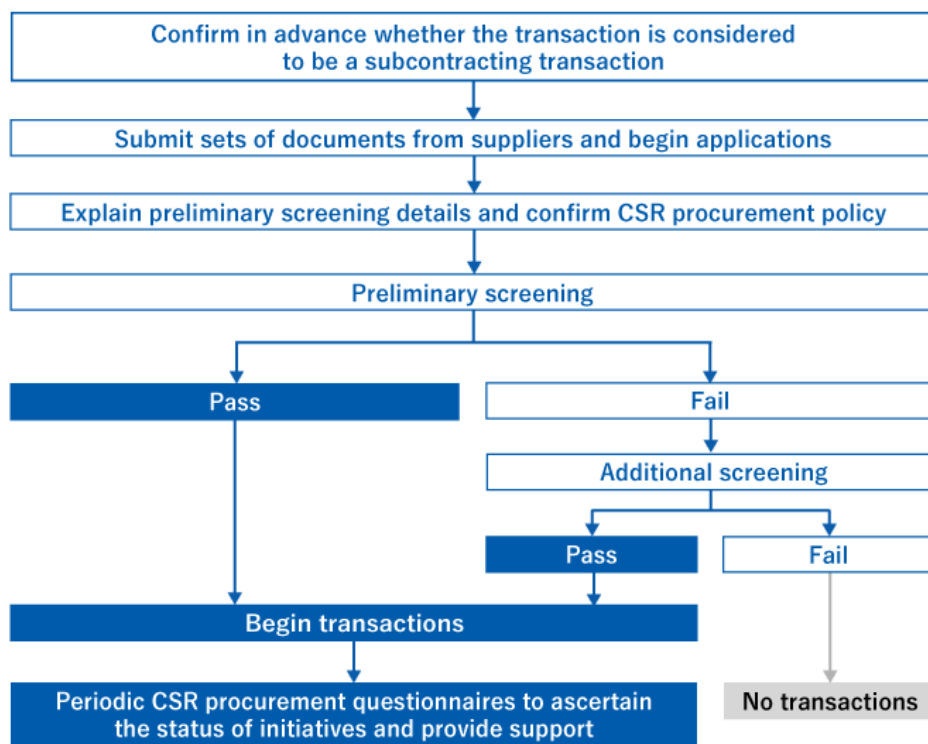 Confirm in advance whether the transaction is considered
to be a subcontracting transaction
Submit sets of documents from suppliers and begin applications
Explain preliminary screening details and confirm CSR procurement policy
Preliminary screening
Pass
Fail
Additional screening
Pass
Fail
Begin transactions
Periodic CSR procurement questionnaires to ascertain
the status of initiatives and provide support
No transactions